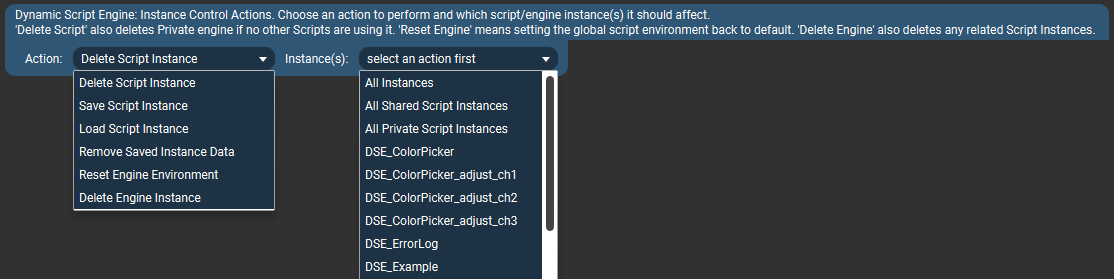 Dynamic Script Engine: Instance Control Actions. Choose an action to perform and which script/engine instance(s) it should affect.
'Delete Script' also deletes Private engine if no other Scripts are using it. 'Reset Engine' means setting the global script environment back to default. 'Delete Engine' also deletes any related Script Instances.
Action: Delete Script Instance Instance(s): select an action first
Delete Script Instance
Save Script Instance
Load Script Instance
Remove Saved Instance Data
Reset Engine Environment
Delete Engine Instance
All Instances
All Shared Script Instances
All Private Script Instances
DSE_ColorPicker
DSE_ColorPicker_adjust_ch1
DSE_ColorPicker_adjust_ch2
DSE_ColorPicker_adjust_ch3
DSE_ErrorLog
DSE_Example